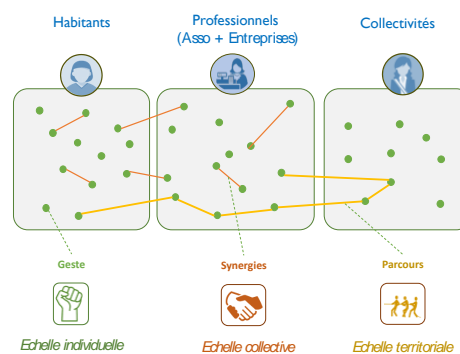 Habitants
Professionnels
(Asso + Entreprises)
Collectivités
Geste
Synergies
Parcours
Echelle individuelle
Echelle collective
Echelle territoriale